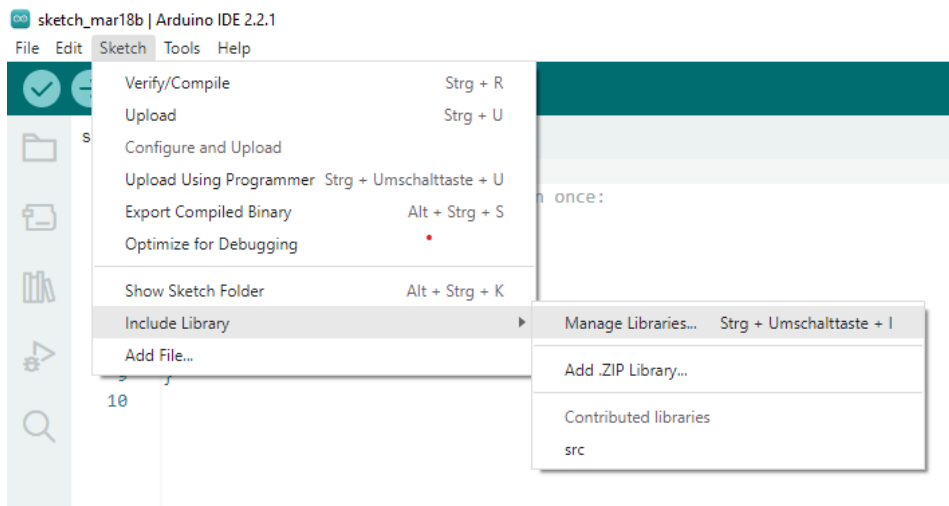 sketch_mar18b | Arduino IDE 2.2.1
File Edit Sketch Tools Help
Verify/Compile Strg + R
Upload Strg + U
s
Configure and Upload
Upload Using Programmer Strg + Umschalttaste + U
once:
Export Compiled Binary Alt + Strg + S
Optimize for Debugging
Show Sketch Folder Alt + Strg + K
Include Library
Manage Libraries... Strg + Umschalttaste + I
Add File...
Add .ZIP Library...
9 }
10
Contributed libraries
src